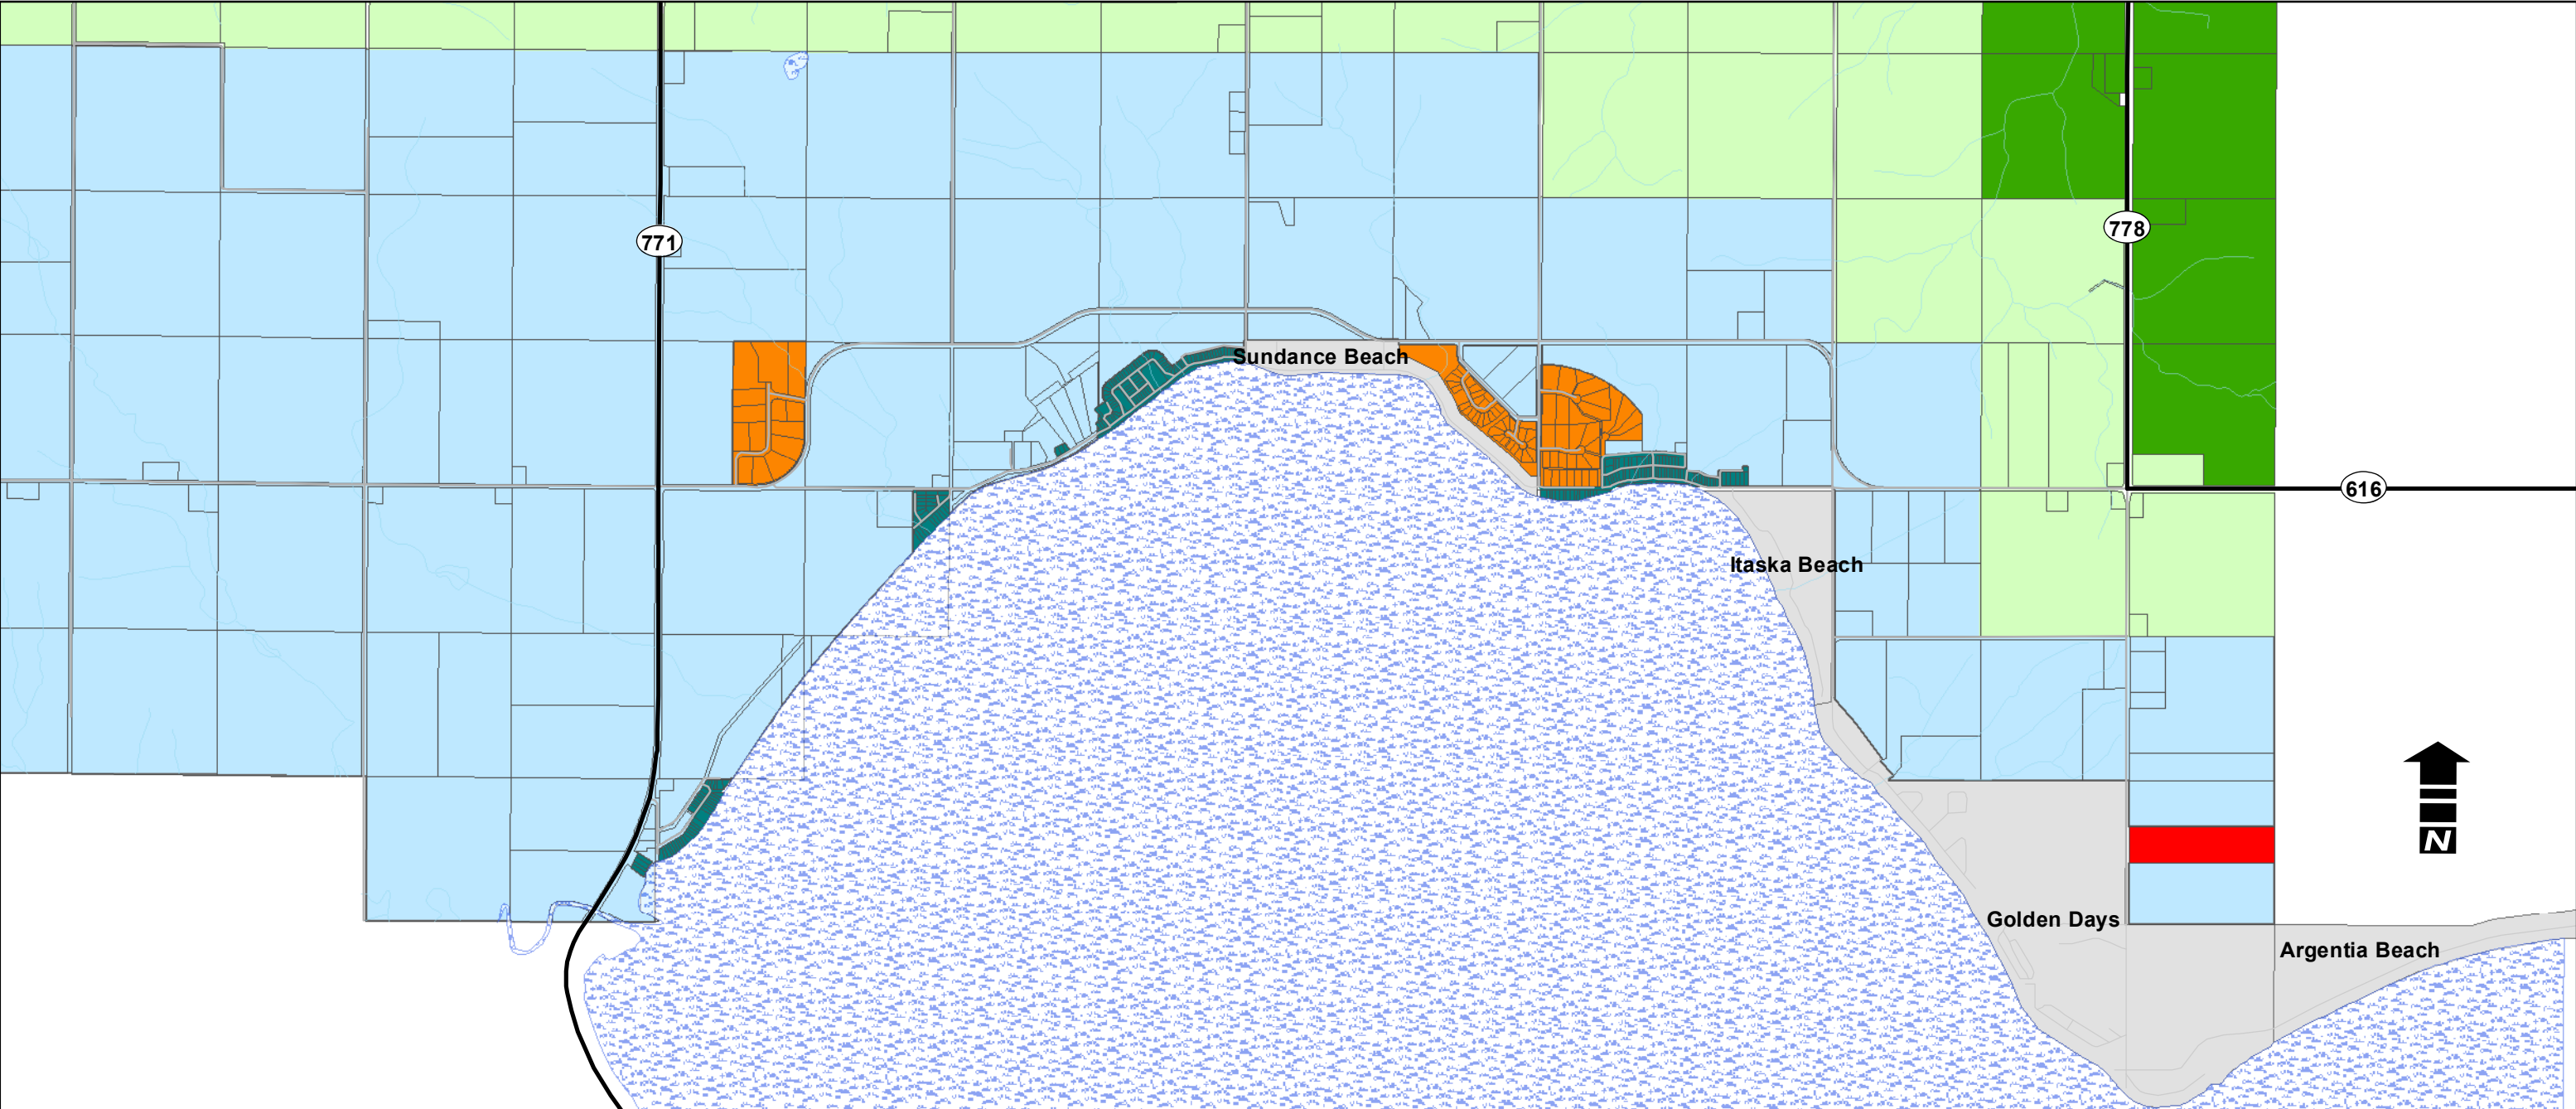 778
771
Sundance Beach
616
Itaska Beach
N
Golden Days
Argentia Beach